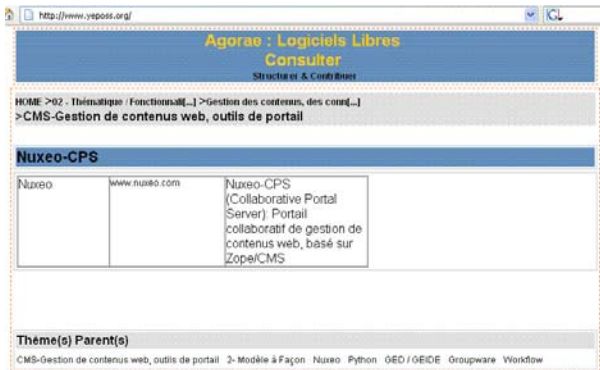 http://www.yeposs.org/
Agorae : Logiciels Libres
Consulter
Structurer & Contribuer
HOME >02 - Thématique / Fonctionnali[...] >Gestion des contenus, des conn[...]
>CMS-Gestion de contenus web, outils de portail
Nuxeo-CPS
Nuxeo www.nuxeo.com Nuxeo-CPS
(Collaborative Portal
Server): Portail
collaboratif de gestion de
contenus web, basé sur
Zope/CMS
Thème(s) Parent(s)
CMS-Gestion de contenus web, outils de portail 2- Modèle à Façon Nuxeo Python GED / GEIDE Groupware Workflow